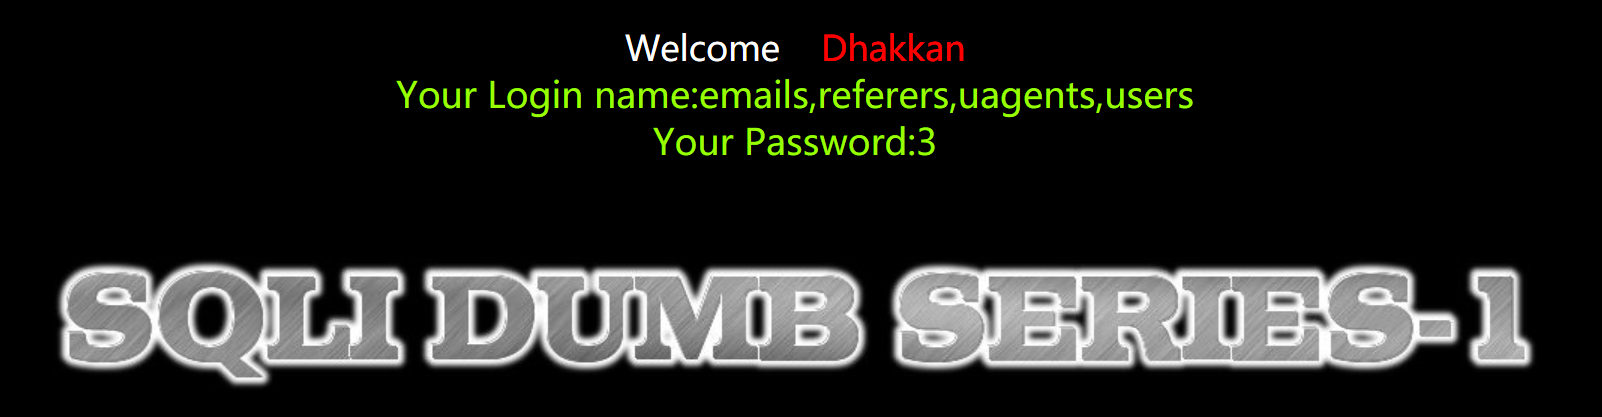 Welcome Dhakkan
Your Login name:emails,referers,uagents,users
Your Password:3
SQLI DUMB SERIES-1